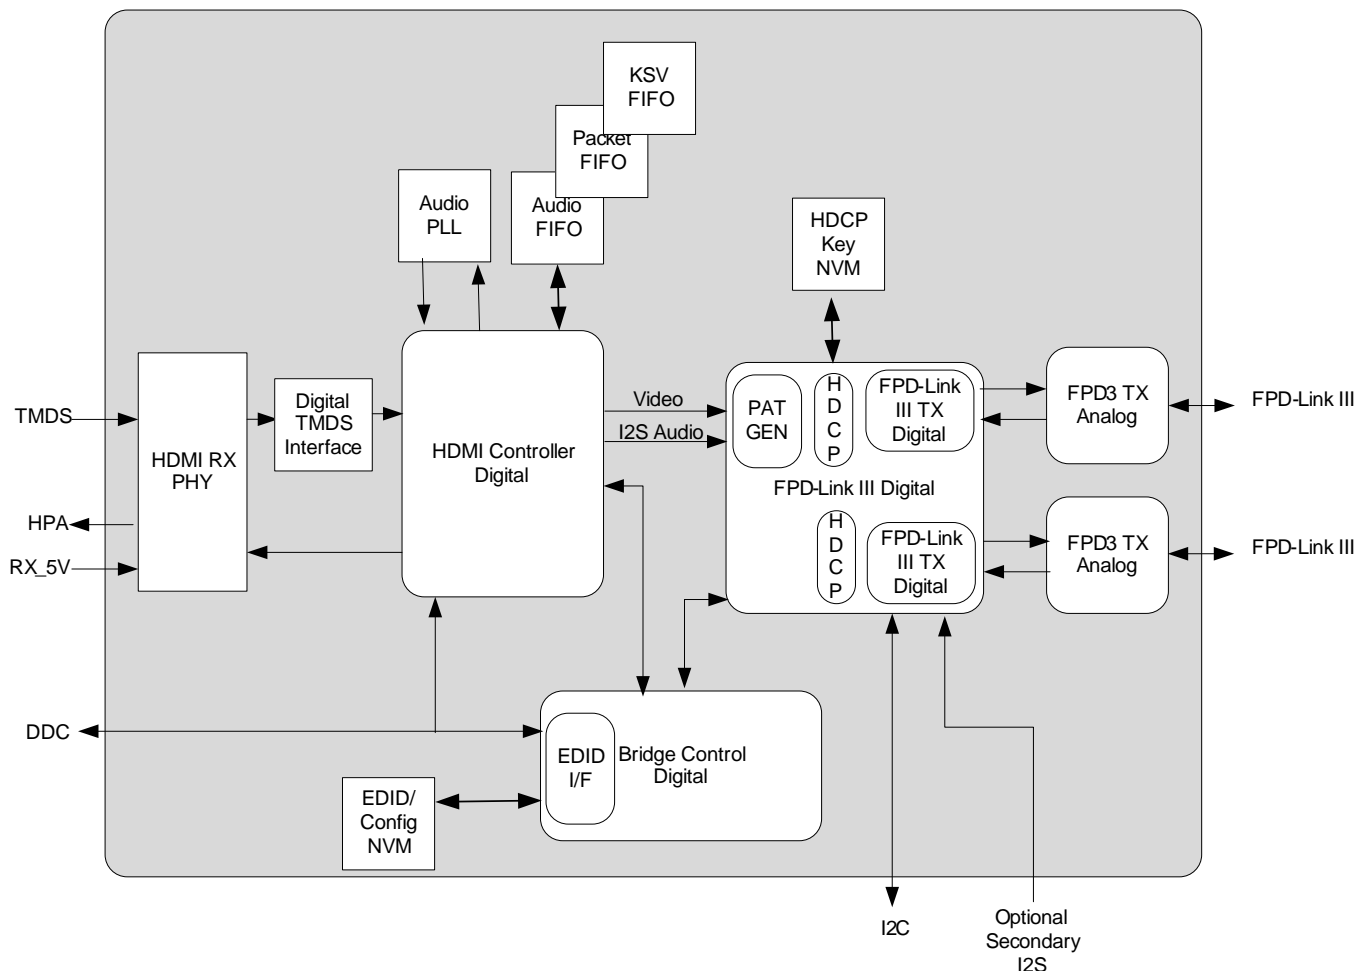 KSV
FIFO
Packet
FIFO
Audio
PLL
Audio
FIFO
HDCP
Key
NVM
TMDS
HPA
RX_5V
HDMI RX
PHY
Digital
TMDS
Interface
HDMI Controller
Digital
Video
I2S Audio
PAT
GEN
H
D
C
P
FPD-Link
III TX
Digital
FPD-Link III Digital
H
D
C
P
FPD-Link
III TX
Digital
FPD3 TX
Analog
FPD-Link III
FPD3 TX
Analog
FPD-Link III
DDC
EDID
I/F
Bridge Control
Digital
EDID/
Config
NVM
I2C
Optional
Secondary
I2S